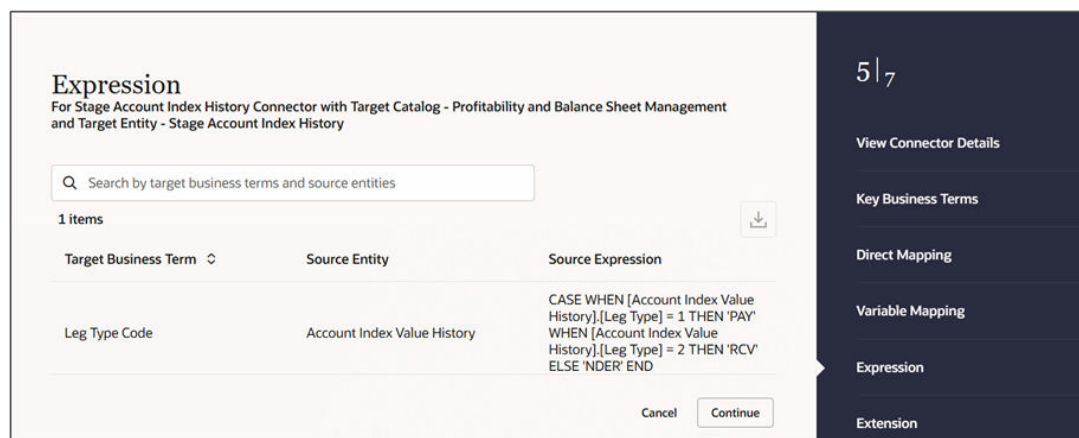 Expression
For Stage Account Index History Connector with Target Catalog - Profitability and Balance Sheet Management
and Target Entity - Stage Account Index History
Search by target business terms and source entities
1 items
Target Business Term Source Entity Source Expression
Leg Type Code
Account Index Value History
CASE WHEN [Account Index Value
History].[Leg Type] = 1 THEN 'PAY'
WHEN [Account Index Value
History].[Leg Type] = 2 THEN 'RCV'
ELSE 'NDER' END
Cancel Continue
5|7
View Connector Details
Key Business Terms
Direct Mapping
Variable Mapping
Expression
Extension